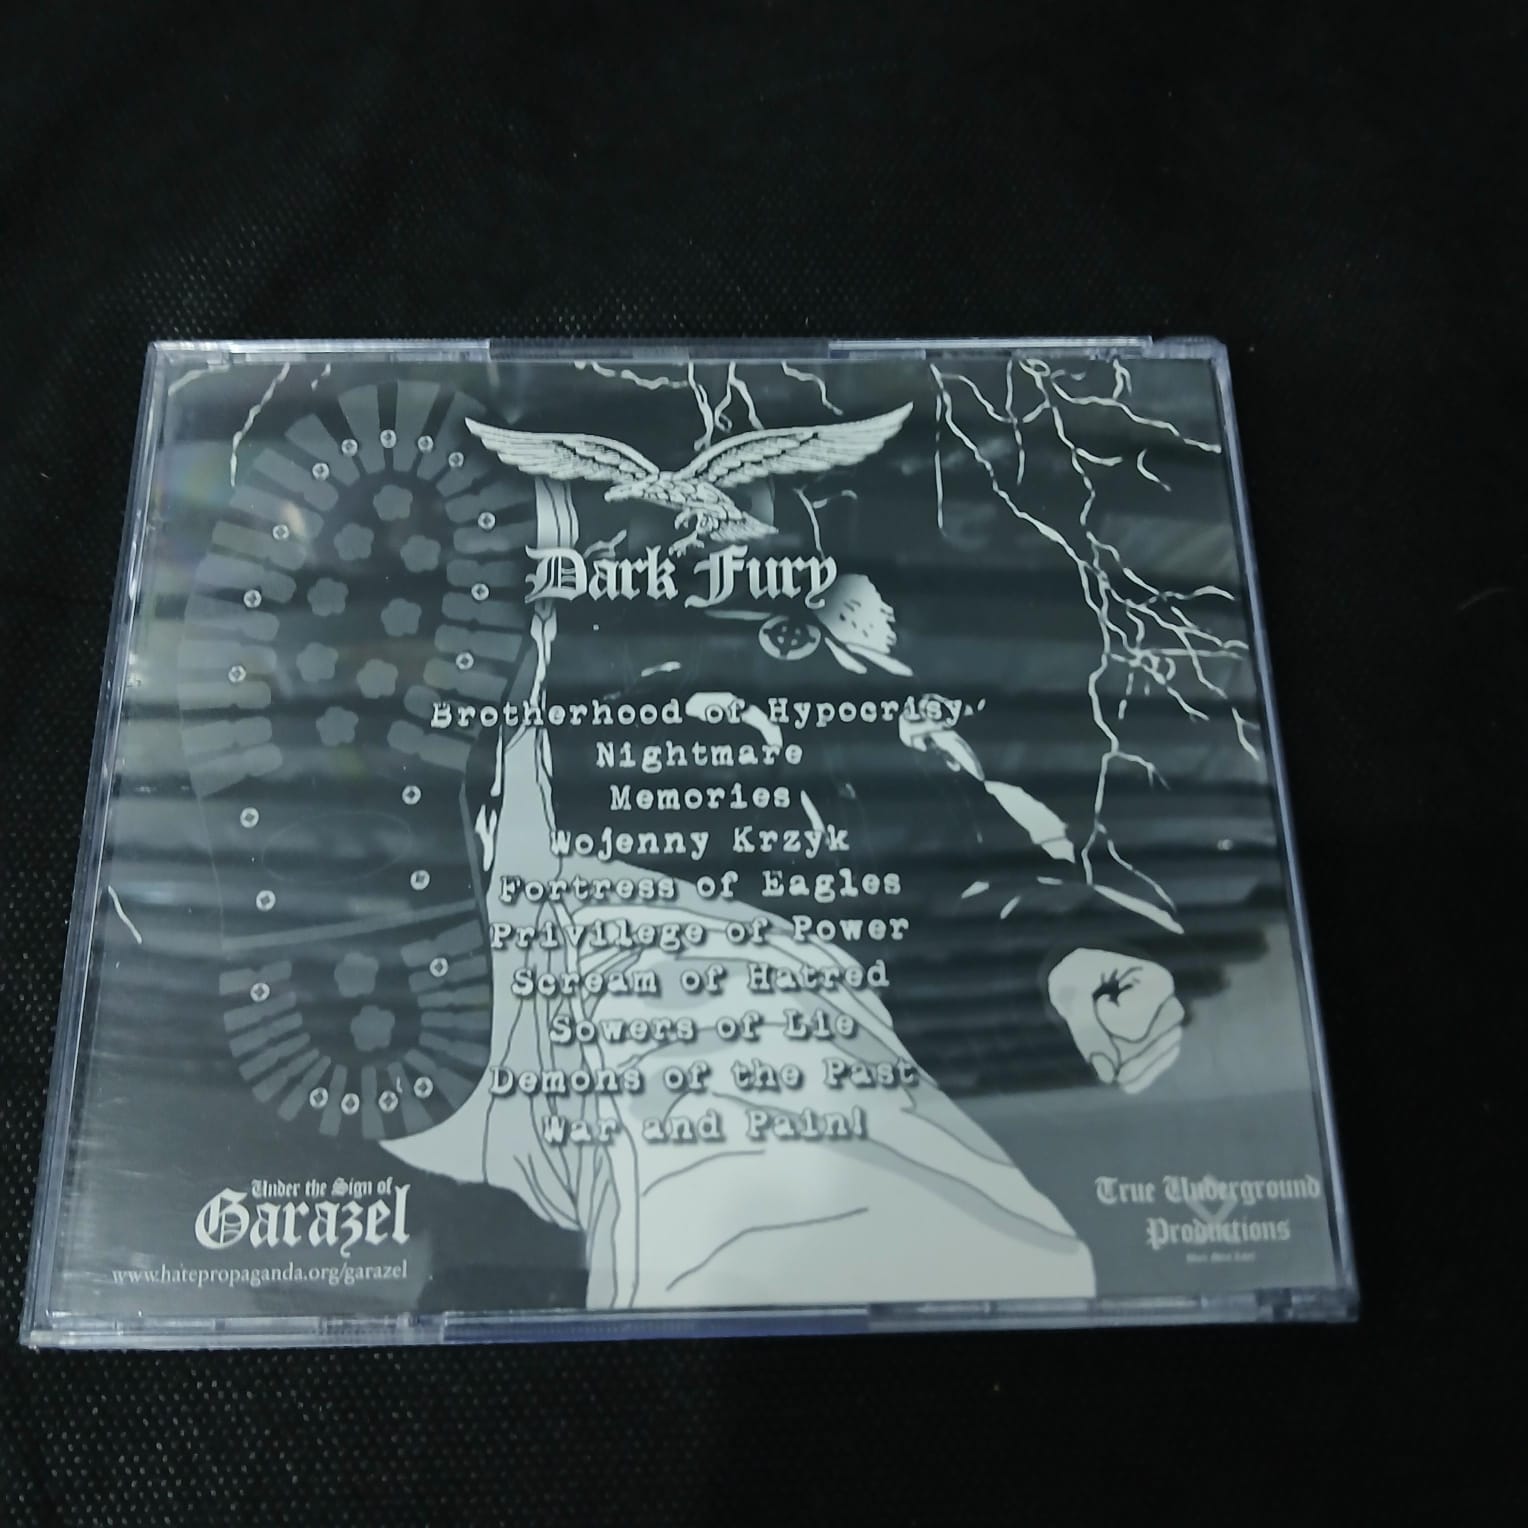 Dark Fury
Brotherhood of Hypocrisy
Nightmare
Memories
Wojenny Krzyk
Fortress of Eagles
Privilege of Power
Scream of Hatred
Sowers of Lie
Demons of the Past
War and Pain!
Under the Sign of
Garazel
www.hatepropaganda.org/garazel
True Underground
Productions